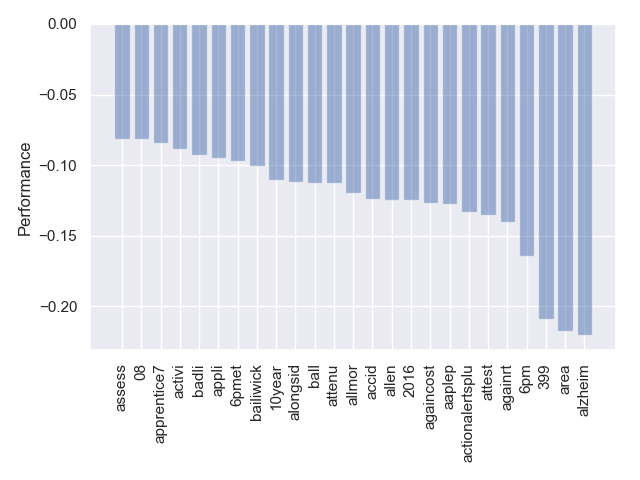 0.00
−0.05
−0.10
−0.15
−0.20
Performance
assess
08
apprentice7
activi
badli
appli
6pmet
bailiwick
10year
alongsid
ball
attenu
allmor
accid
allen
2016
againcost
aaplep
actionalertsplu
attest
againrt
6pm
399
area
alzheim